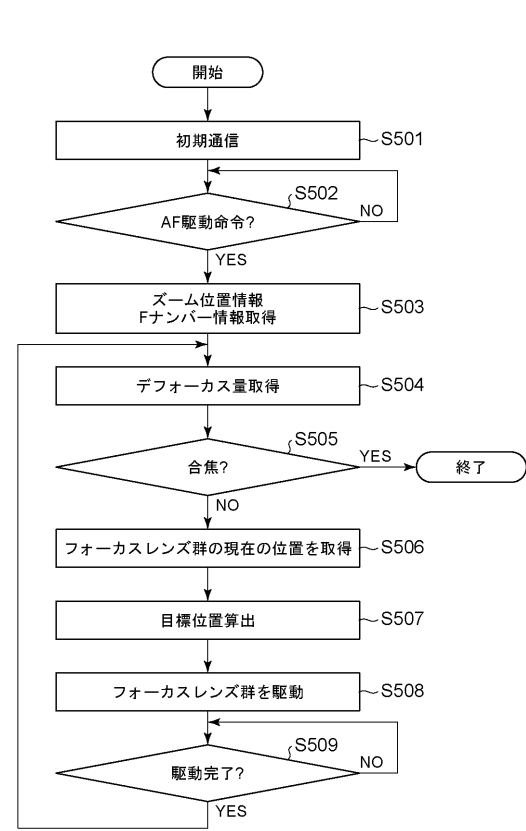 開始
初期通信
S501
S502
AF駆動命令?
NO
YES
ズーム位置情報
Fナンバー情報取得
S503
デフォーカス量取得
S504
S505
合焦?
YES
終了
NO
フォーカスレンズ群の現在の位置を取得
S506
目標位置算出
S507
フォーカスレンズ群を駆動
S508
S509
駆動完了?
NO
YES